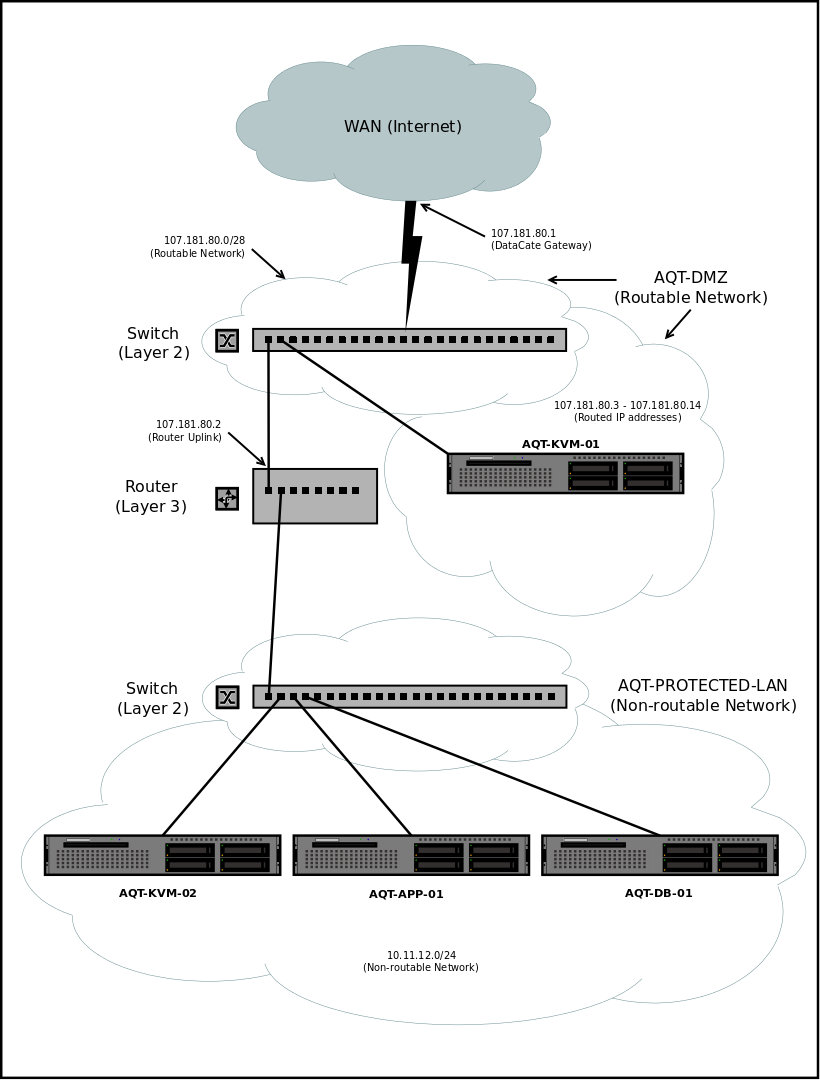 WAN (Internet)
107.181.80.1
(DataCate Gateway)
107.181.80.0/28
(Routable Network)
AQT-DMZ
(Routable Network)
Switch
(Layer 2)
107.181.80.3 - 107.181.80.14
(Routed IP addresses)
107.181.80.2
(Router Uplink)
AQT-KVM-01
Router
(Layer 3)
Switch
(Layer 2)
AQT-PROTECTED-LAN
(Non-routable Network)
AQT-KVM-02
AQT-APP-01
AQT-DB-01
10.11.12.0/24
(Non-routable Network)